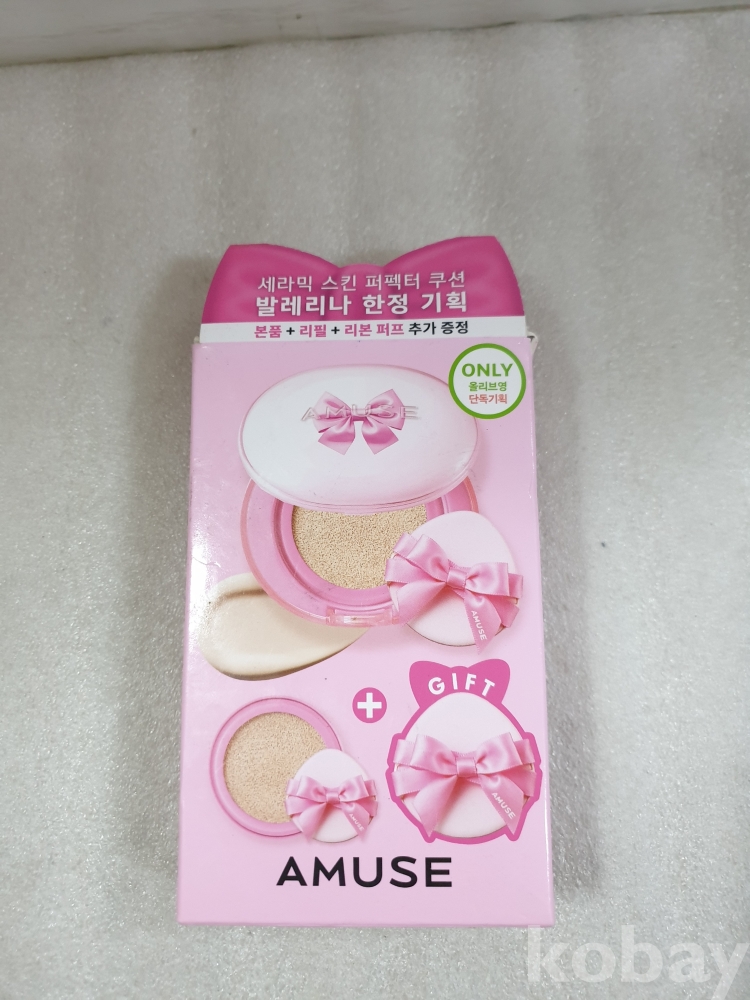 세라믹 스킨 퍼펙터 쿠션
발레리나 한정 기획
본품 + 리필 + 리본 퍼프 추가 증정
ONLY
올리브영
단독기획
AMUSE
AMUSE
GIFT
AMUSE
AMUSE
AMUSE
kobay